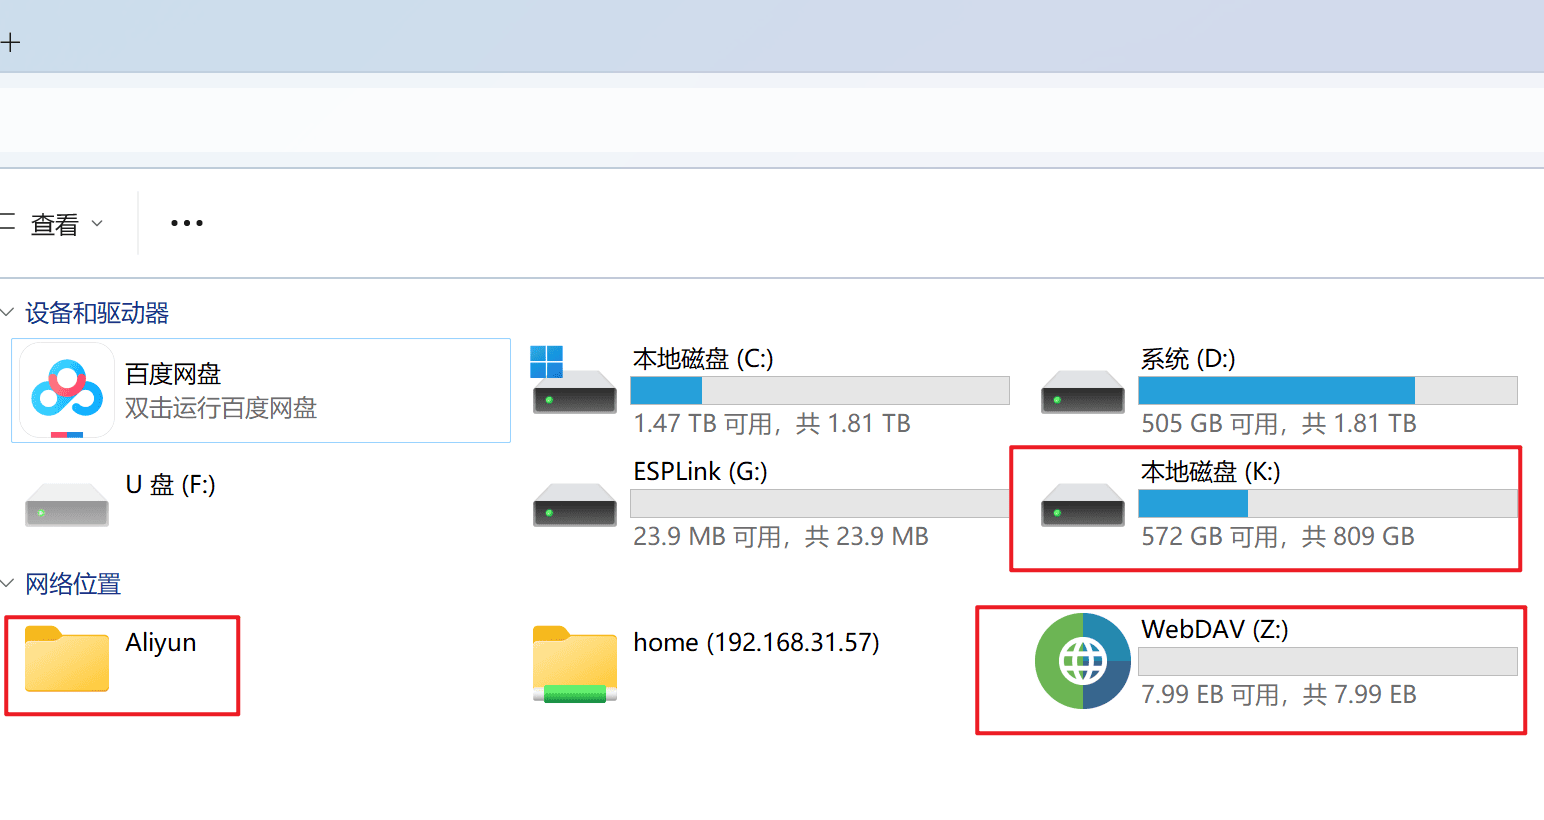 查看
设备和驱动器
百度网盘
双击运行百度网盘
本地磁盘 (C:)
1.47 TB 可用，共 1.81 TB
系统 (D:)
505 GB 可用，共 1.81 TB
U 盘 (F:)
ESPLink (G:)
23.9 MB 可用，共 23.9 MB
本地磁盘 (K:)
572 GB 可用，共 809 GB
网络位置
Aliyun
home (192.168.31.57)
WebDAV (Z:)
7.99 EB 可用，共 7.99 EB